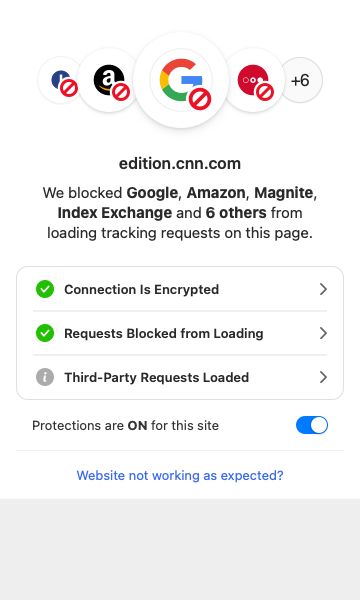 +6
edition.cnn.com
We blocked Google, Amazon, Magnite,
Index Exchange and 6 others from
loading tracking requests on this page.
Connection Is Encrypted
Requests Blocked from Loading
Third-Party Requests Loaded
Protections are ON for this site
Website not working as expected?